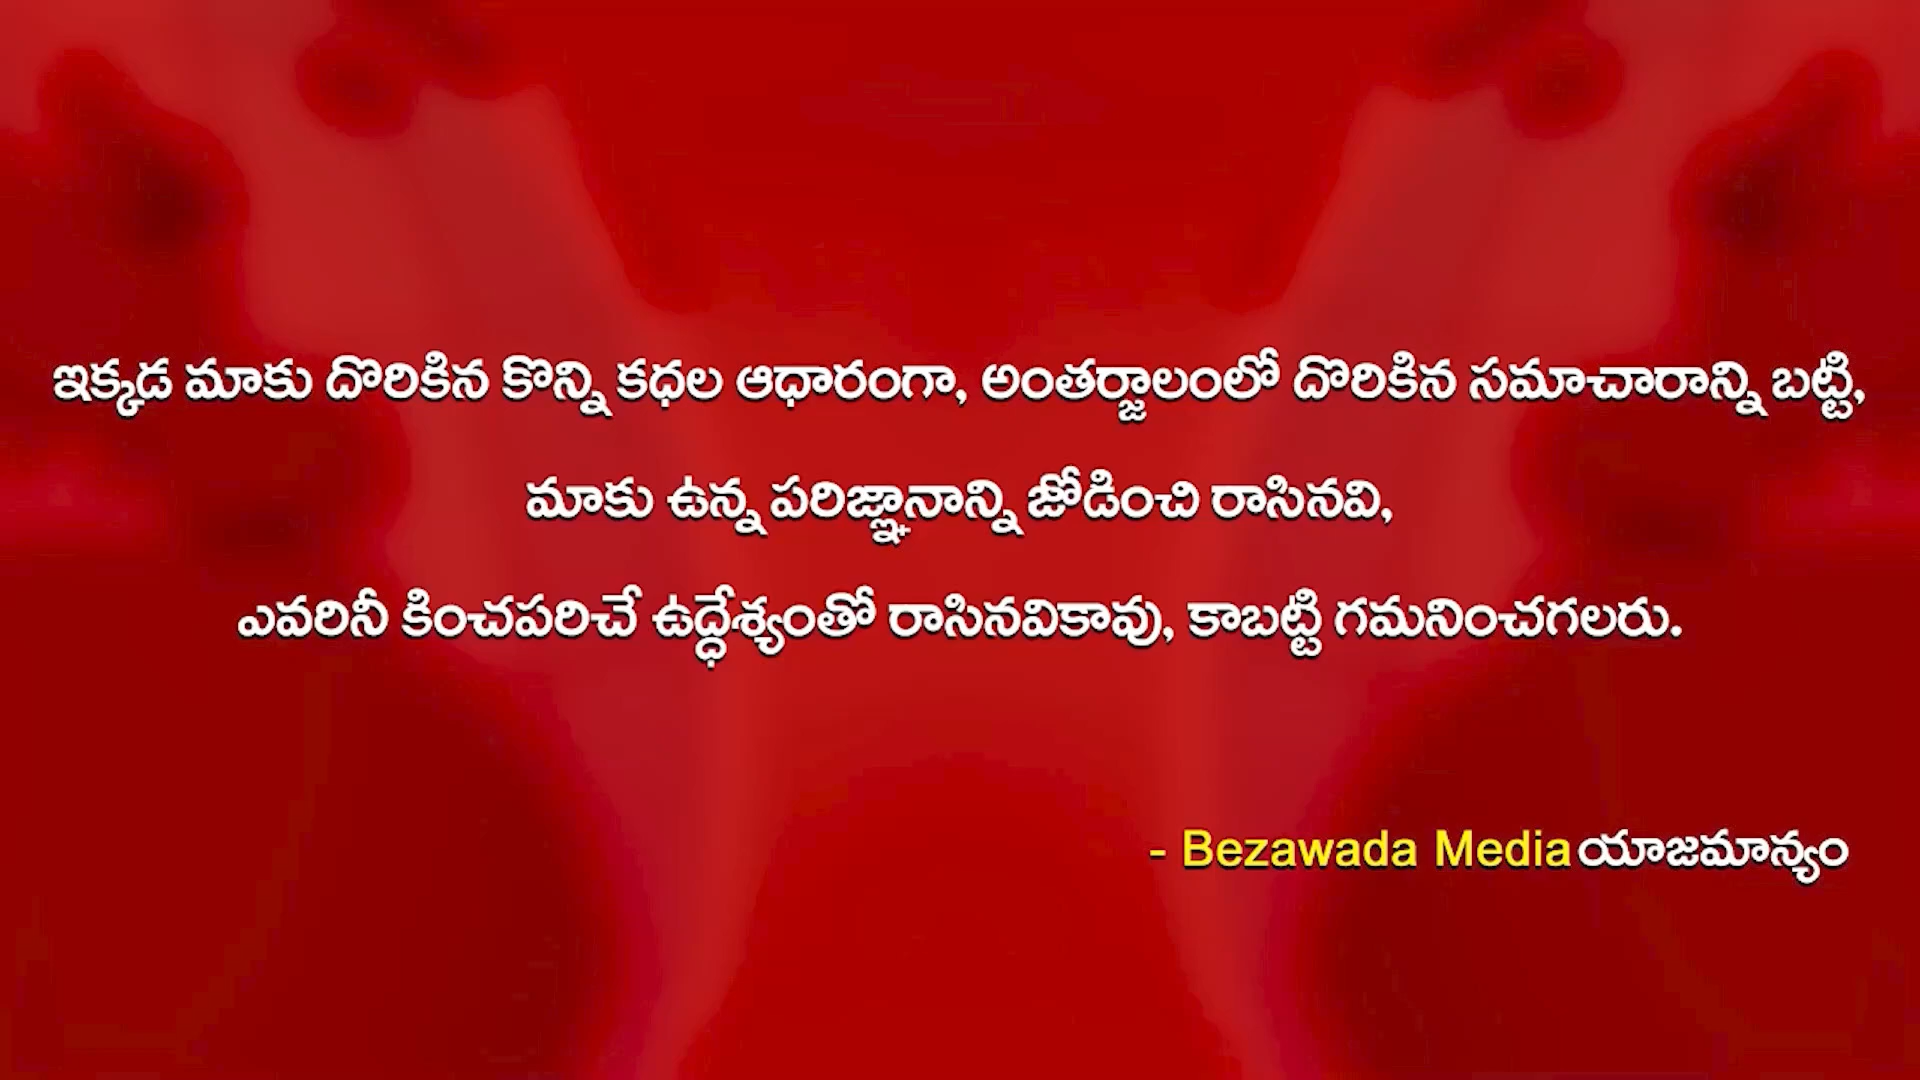 ఇక్కడ మాకు దొరికిన కొన్ని కధల ఆధారంగా, అంతర్జాలంలో దొరికిన సమాచారాన్ని బట్టి,
మాకు ఉన్న పరిజ్ఞానాన్ని జోడించి రాసినవి,
ఎవరినీ కించపరిచే ఉద్ధేశ్యంతో రాసినవికావు, కాబట్టి గమనించగలరు.
- Bezawada Media యాజమాన్యం